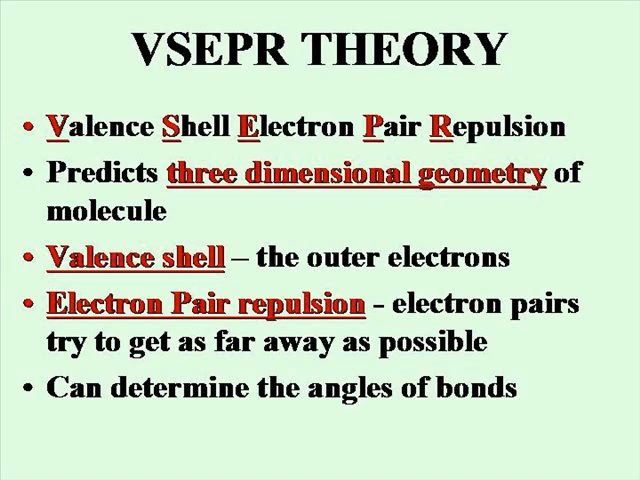 VSEPR THEORY
• Valence Shell Electron Pair Repulsion
• Predicts three dimensional geometry of
molecule
• Valence shell – the outer electrons
• Electron Pair repulsion - electron pairs
try to get as far away as possible
• Can determine the angles of bonds